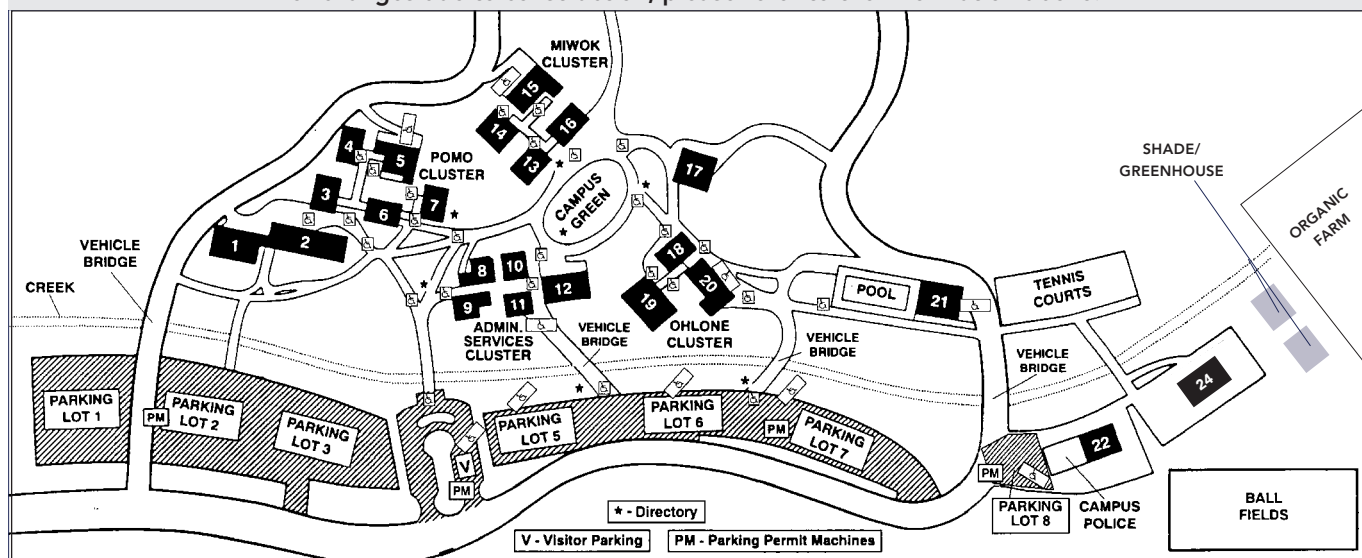 MIWOK
CLUSTER
15
14
16
13
4
5
POMO
CLUSTER
3
6
7
17
CAMPUS
GREEN
SHADE/
GREENHOUSE
ORGANIC
FARM
1
2
VEHICLE
BRIDGE
CREEK
8
10
9
11
12
18
20
19
ADMIN.
SERVICES
CLUSTER
VEHICLE
BRIDGE
OHLONE
CLUSTER
POOL
21
TENNIS
COURTS
VEHICLE
BRIDGE
VEHICLE
BRIDGE
24
PARKING
LOT 1
PM
PARKING
LOT 2
PARKING
LOT 3
V
PM
PARKING
LOT 5
PARKING
LOT 6
PM
PARKING
LOT 7
PM
22
PARKING
LOT 8
CAMPUS
POLICE
BALL
FIELDS
★ - Directory
V - Visitor Parking
PM - Parking Permit Machines